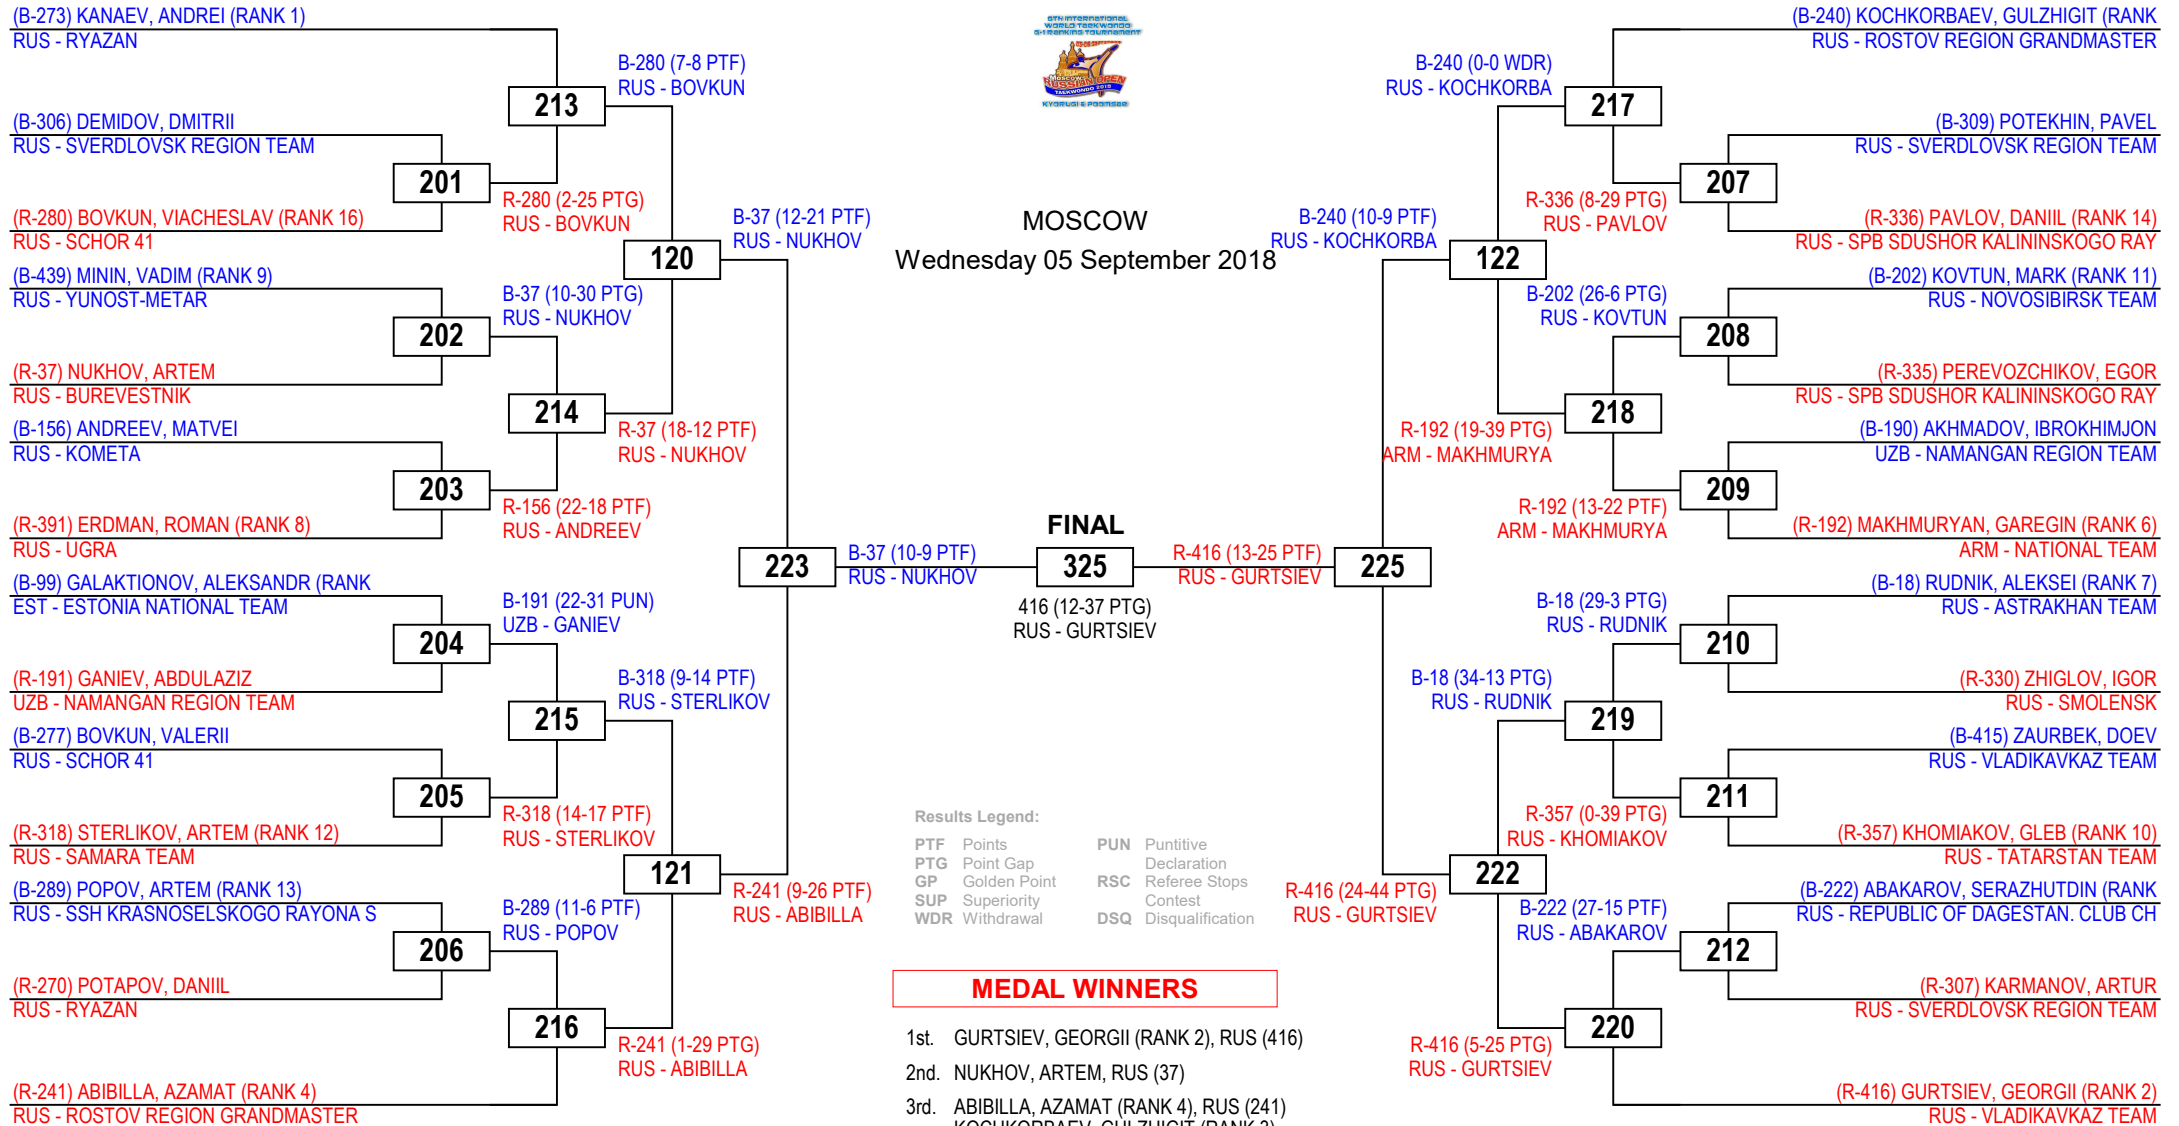 (B-273) KANAEV, ANDREI (RANK 1)
RUS - RYAZAN
(B-306) DEMIDOV, DMITRII
RUS - SVERDLOVSK REGION TEAM
(R-280) BOVKUN, VIACHESLAV (RANK 16)
RUS - SCHOR 41
(B-439) MININ, VADIM (RANK 9)
RUS - YUNOST-METAR
(R-37) NUKHOV, ARTEM
RUS - BUREVESTNIK
(B-156) ANDREEV, MATVEI
RUS - KOMETA
(R-391) ERDMAN, ROMAN (RANK 8)
RUS - UGRA
(B-99) GALAKTIONOV, ALEKSANDR (RANK
EST - ESTONIA NATIONAL TEAM
(R-191) GANIEV, ABDULAZIZ
UZB - NAMANGAN REGION TEAM
(B-277) BOVKUN, VALERII
RUS - SCHOR 41
(R-318) STERLIKOV, ARTEM (RANK 12)
RUS - SAMARA TEAM
(B-289) POPOV, ARTEM (RANK 13)
RUS - SSH KRASNOSELSKOGO RAYONA S
(R-270) POTAPOV, DANIIL
RUS - RYAZAN
(R-241) ABIBILLA, AZAMAT (RANK 4)
RUS - ROSTOV REGION GRANDMASTER
201
202
203
204
205
206
R-280 (2-25 PTG)
RUS - BOVKUN
B-37 (10-30 PTG)
RUS - NUKHOV
R-156 (22-18 PTF)
RUS - ANDREEV
B-191 (22-31 PUN)
UZB - GANIEV
R-318 (14-17 PTF)
RUS - STERLIKOV
B-289 (11-6 PTF)
RUS - POPOV
213
214
215
216
B-280 (7-8 PTF)
RUS - BOVKUN
R-37 (18-12 PTF)
RUS - NUKHOV
B-318 (9-14 PTF)
RUS - STERLIKOV
R-241 (1-29 PTG)
RUS - ABIBILLA
120
121
B-37 (12-21 PTF)
RUS - NUKHOV
R-241 (9-26 PTF)
RUS - ABIBILLA
223
B-37 (10-9 PTF)
RUS - NUKHOV
6TH INTERNATIONAL
WORLD TAEKWONDO
G-1 RANKING TOURNAMENT
MOSCOW
RUSSIAN OPEN
TAEKWONDO 2018
KYORUGI & POOMSAE
MOSCOW
Wednesday 05 September 2018
FINAL
325
416 (12-37 PTG)
RUS - GURTSIEV
Results Legend:
PTF Points
PTG Point Gap
GP Golden Point
SUP Superiority
WDR Withdrawal
PUN Puntitive
Declaration
RSC Referee Stops
Contest
DSQ Disqualification
MEDAL WINNERS
1st. GURTSIEV, GEORGII (RANK 2), RUS (416)
2nd. NUKHOV, ARTEM, RUS (37)
3rd. ABIBILLA, AZAMAT (RANK 4), RUS (241)
KOCHKORBAEV, GULZHIGIT (RANK 3)
R-416 (13-25 PTF)
RUS - GURTSIEV
225
B-240 (10-9 PTF)
RUS - KOCHKORBA
R-416 (24-44 PTG)
RUS - GURTSIEV
122
222
B-240 (0-0 WDR)
RUS - KOCHKORBA
R-192 (19-39 PTG)
ARM - MAKHMURYA
B-18 (34-13 PTG)
RUS - RUDNIK
R-416 (5-25 PTG)
RUS - GURTSIEV
217
218
219
220
R-336 (8-29 PTG)
RUS - PAVLOV
B-202 (26-6 PTG)
RUS - KOVTUN
R-192 (13-22 PTF)
ARM - MAKHMURYA
B-18 (29-3 PTG)
RUS - RUDNIK
R-357 (0-39 PTG)
RUS - KHOMIAKOV
B-222 (27-15 PTF)
RUS - ABAKAROV
207
208
209
210
211
212
(B-240) KOCHKORBAEV, GULZHIGIT (RANK
RUS - ROSTOV REGION GRANDMASTER
(B-309) POTEKHIN, PAVEL
RUS - SVERDLOVSK REGION TEAM
(R-336) PAVLOV, DANIIL (RANK 14)
RUS - SPB SDUSHOR KALININSKOGO RAY
(B-202) KOVTUN, MARK (RANK 11)
RUS - NOVOSIBIRSK TEAM
(R-335) PEREVOZCHIKOV, EGOR
RUS - SPB SDUSHOR KALININSKOGO RAY
(B-190) AKHMADOV, IBROKHIMJON
UZB - NAMANGAN REGION TEAM
(R-192) MAKHMURYAN, GAREGIN (RANK 6)
ARM - NATIONAL TEAM
(B-18) RUDNIK, ALEKSEI (RANK 7)
RUS - ASTRAKHAN TEAM
(R-330) ZHIGLOV, IGOR
RUS - SMOLENSK
(B-415) ZAURBEK, DOEV
RUS - VLADIKAVKAZ TEAM
(R-357) KHOMIAKOV, GLEB (RANK 10)
RUS - TATARSTAN TEAM
(B-222) ABAKAROV, SERAZHUTDIN (RANK
RUS - REPUBLIC OF DAGESTAN. CLUB CH
(R-307) KARMANOV, ARTUR
RUS - SVERDLOVSK REGION TEAM
(R-416) GURTSIEV, GEORGII (RANK 2)
RUS - VLADIKAVKAZ TEAM